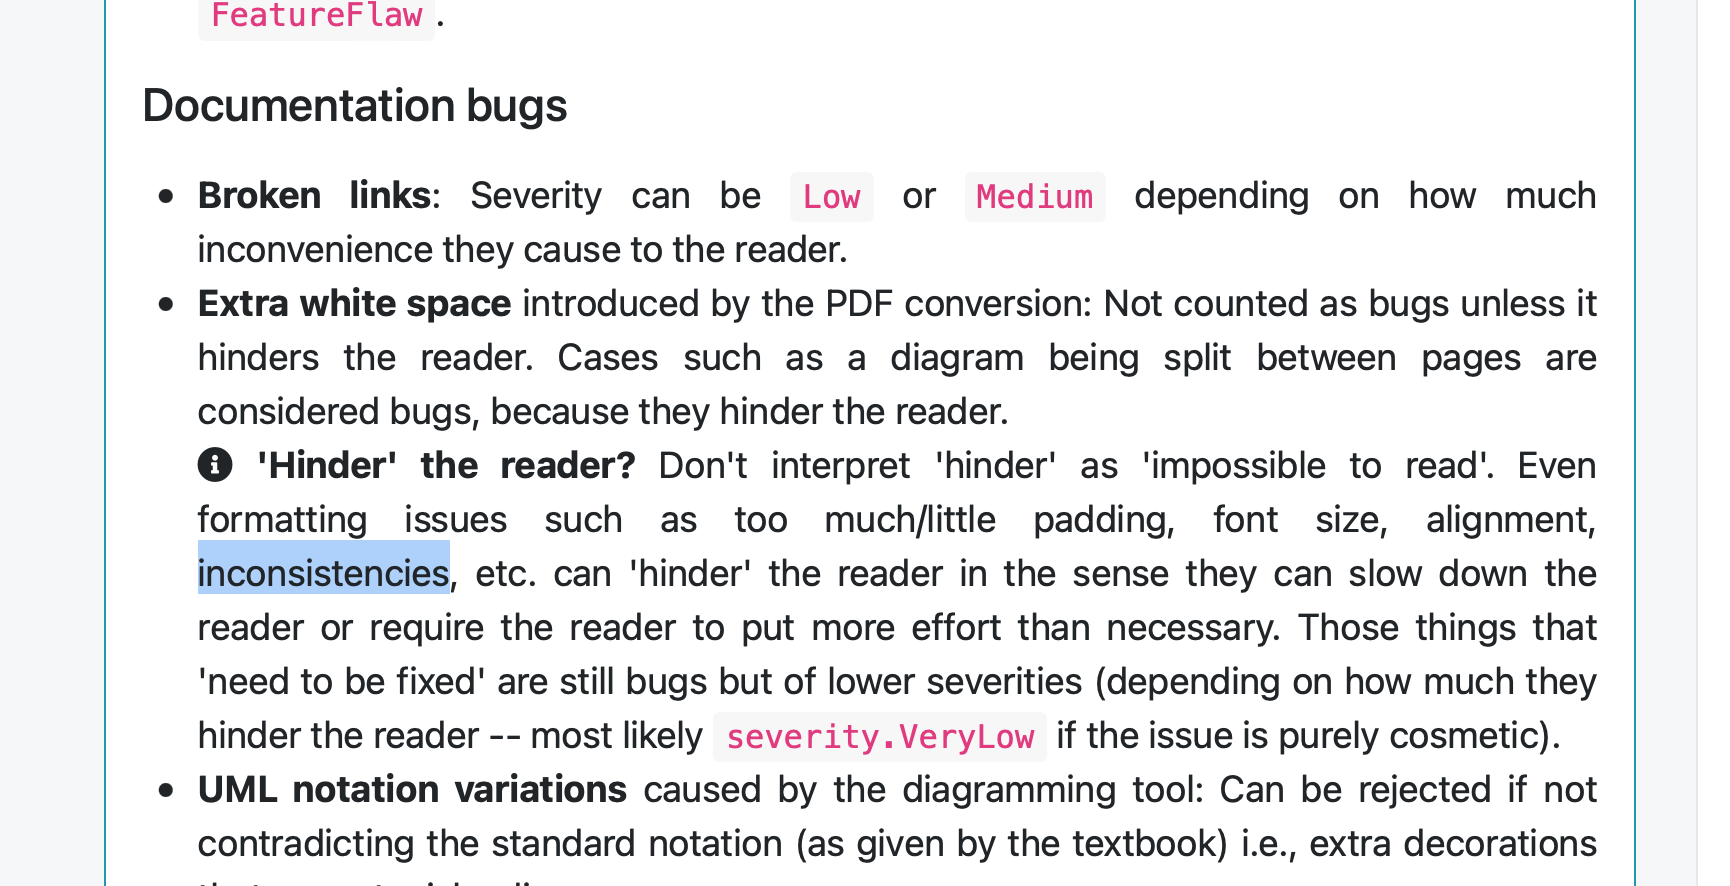 FeatureFlaw.
Documentation bugs
• Broken links: Severity can be Low or Medium depending on how much
inconvenience they cause to the reader.
• Extra white space introduced by the PDF conversion: Not counted as bugs unless it
hinders the reader. Cases such as a diagram being split between pages are
considered bugs, because they hinder the reader.
'Hinder' the reader? Don't interpret 'hinder' as 'impossible to read'. Even
formatting issues such as too much/little padding, font size, alignment,
inconsistencies, etc. can 'hinder' the reader in the sense they can slow down the
reader or require the reader to put more effort than necessary. Those things that
'need to be fixed' are still bugs but of lower severities (depending on how much they
hinder the reader -- most likely severity.VeryLow if the issue is purely cosmetic).
• UML notation variations caused by the diagramming tool: Can be rejected if not
contradicting the standard notation (as given by the textbook) i.e., extra decorations